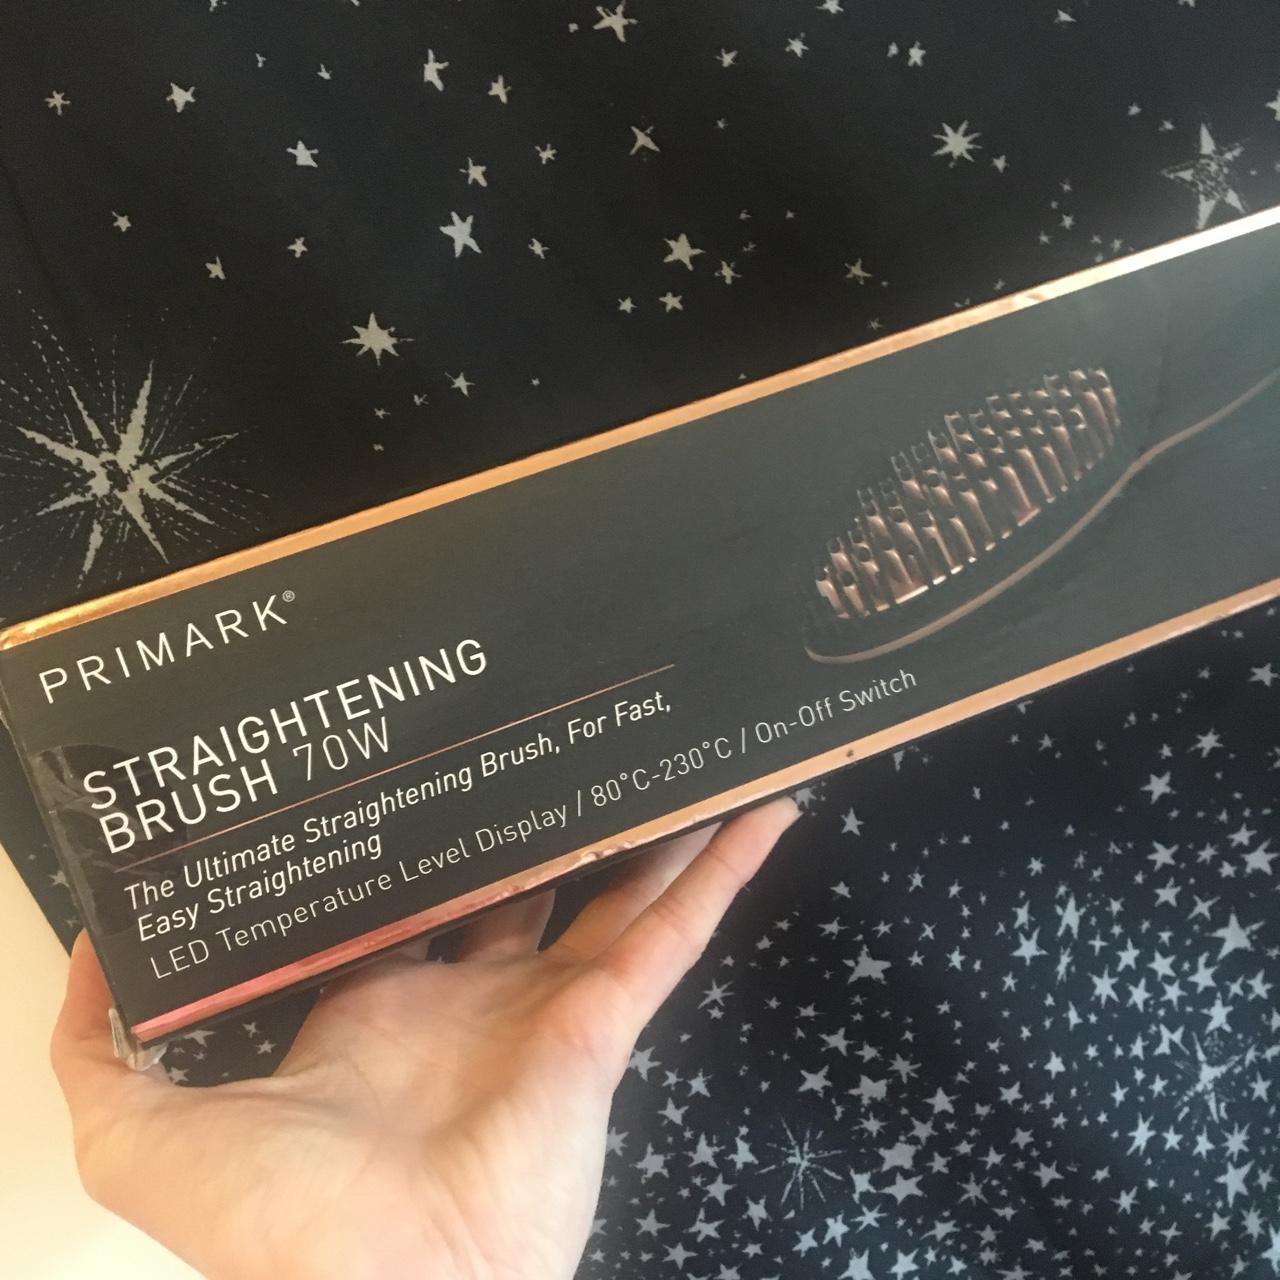 PRIMARK®
STRAIGHTENING
BRUSH 70W
The Ultimate Straightening Brush, For Fast,
Easy Straightening
LED Temperature Level Display / 80°C-230°C / On-Off Switch